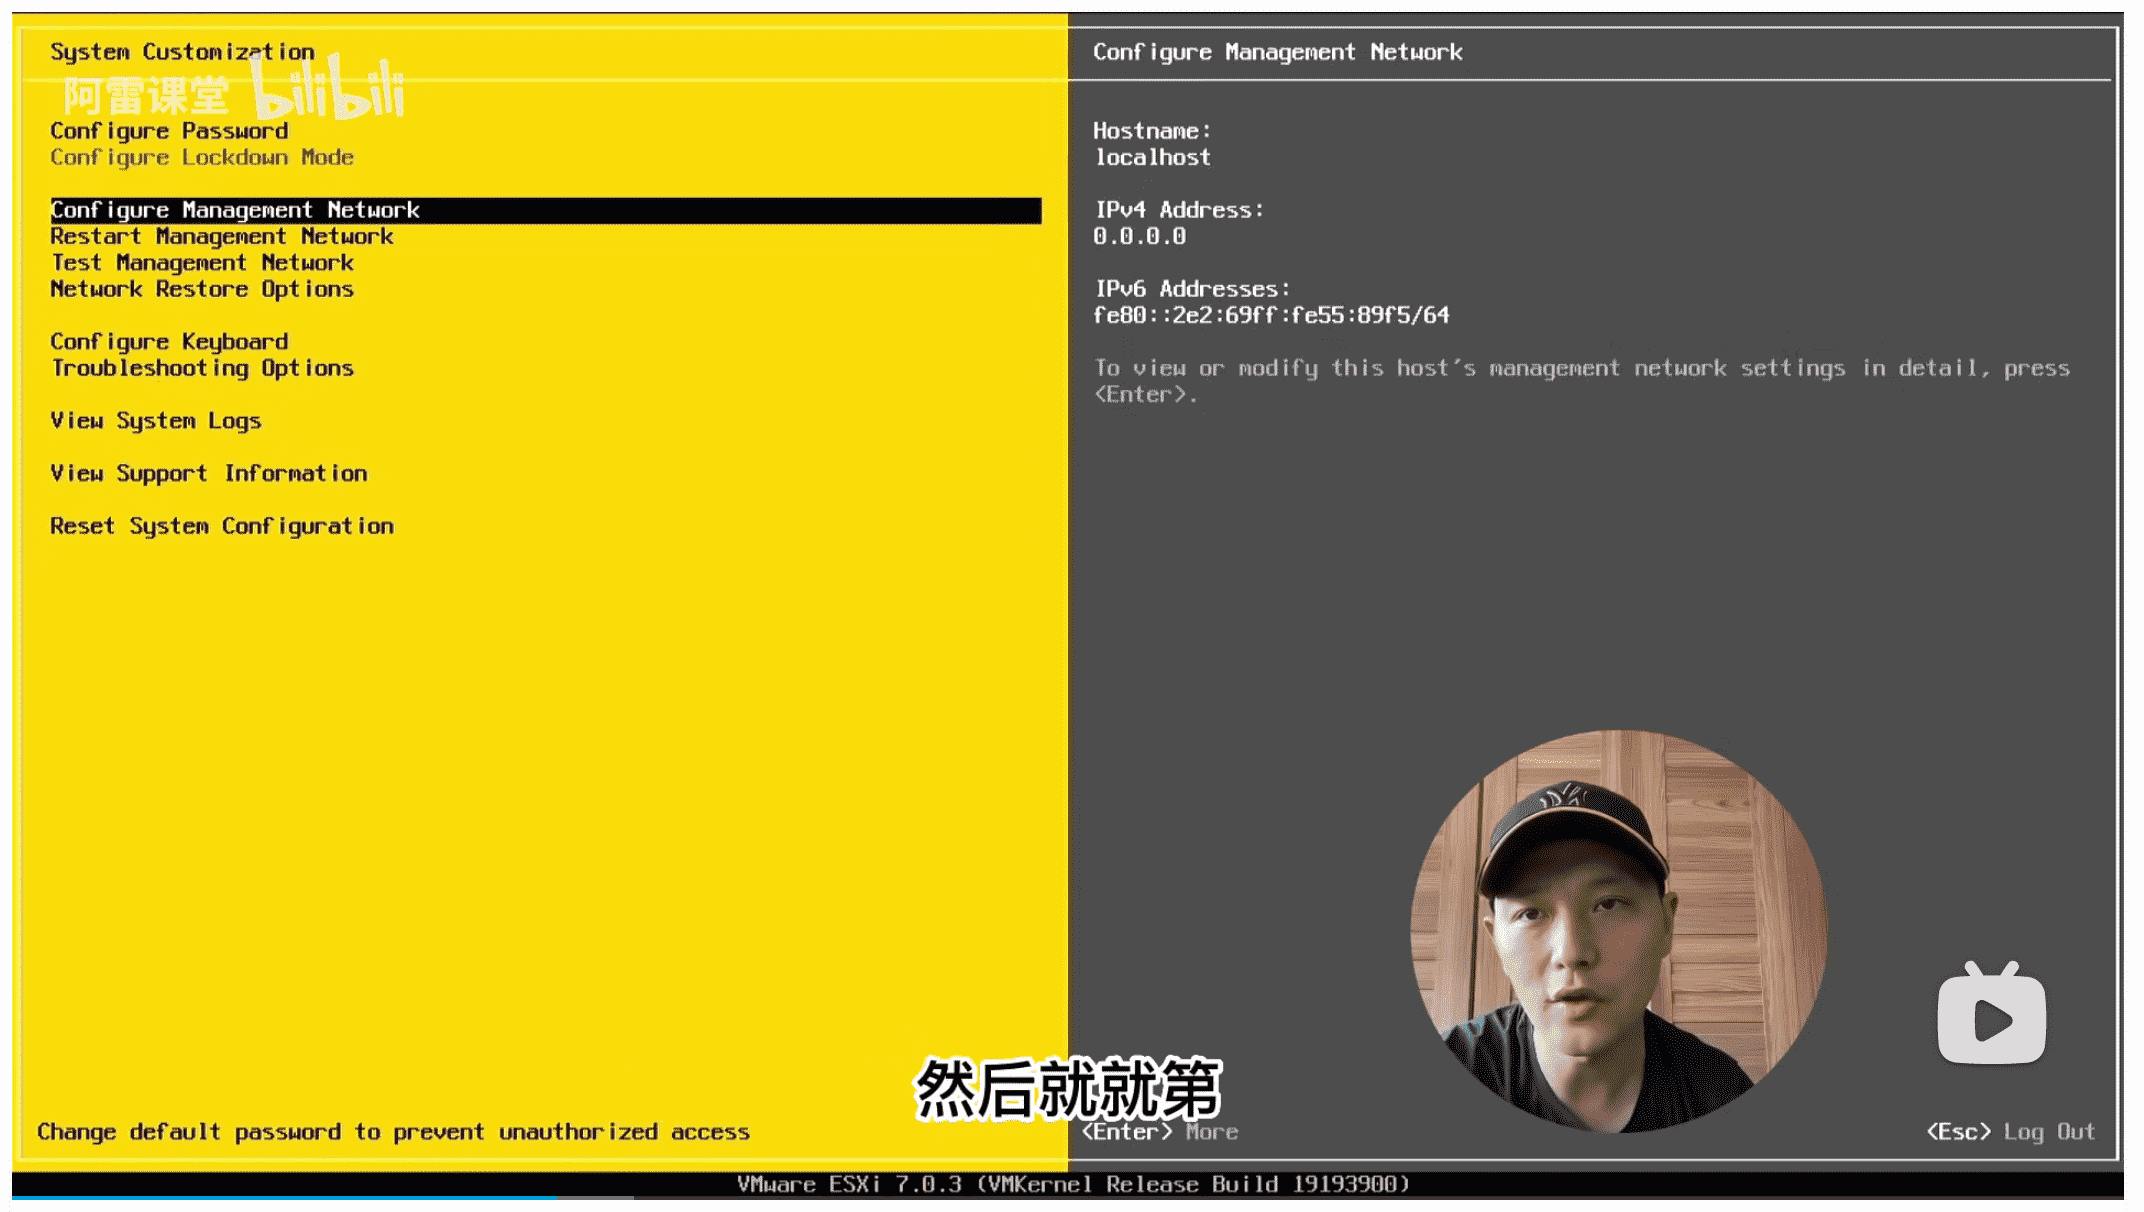 System Customization
阿雷课堂 bilibili
Configure Password
Configure Lockdown Mode
Configure Management Network
Restart Management Network
Test Management Network
Network Restore Options
Configure Keyboard
Troubleshooting Options
View System Logs
View Support Information
Reset System Configuration
Change default password to prevent unauthorized access
Configure Management Network
Hostname:
localhost
IPv4 Address:
0.0.0.0
IPv6 Addresses:
fe80::2e2:69ff:fe55:89f5/64
To view or modify this host's management network settings in detail, press
<Enter>.
然后就就第
<Enter> More
<Esc> Log Out
VMware ESXi 7.0.3 (VMKernel Release Build 19193900)